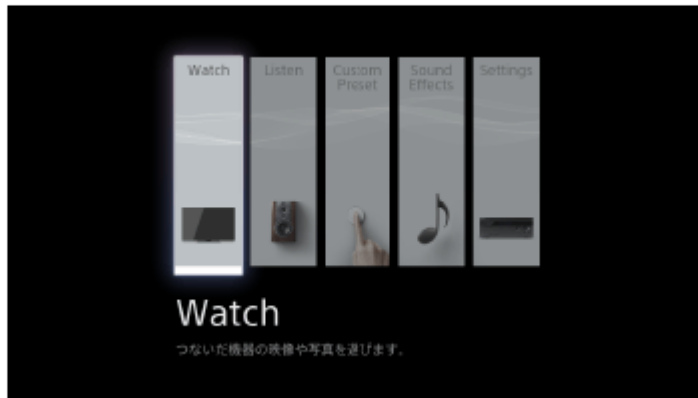 Watch
Listen
Custom
Preset
Sound
Effects
Settings
Watch
つないだ機器の映像や写真を選びます。